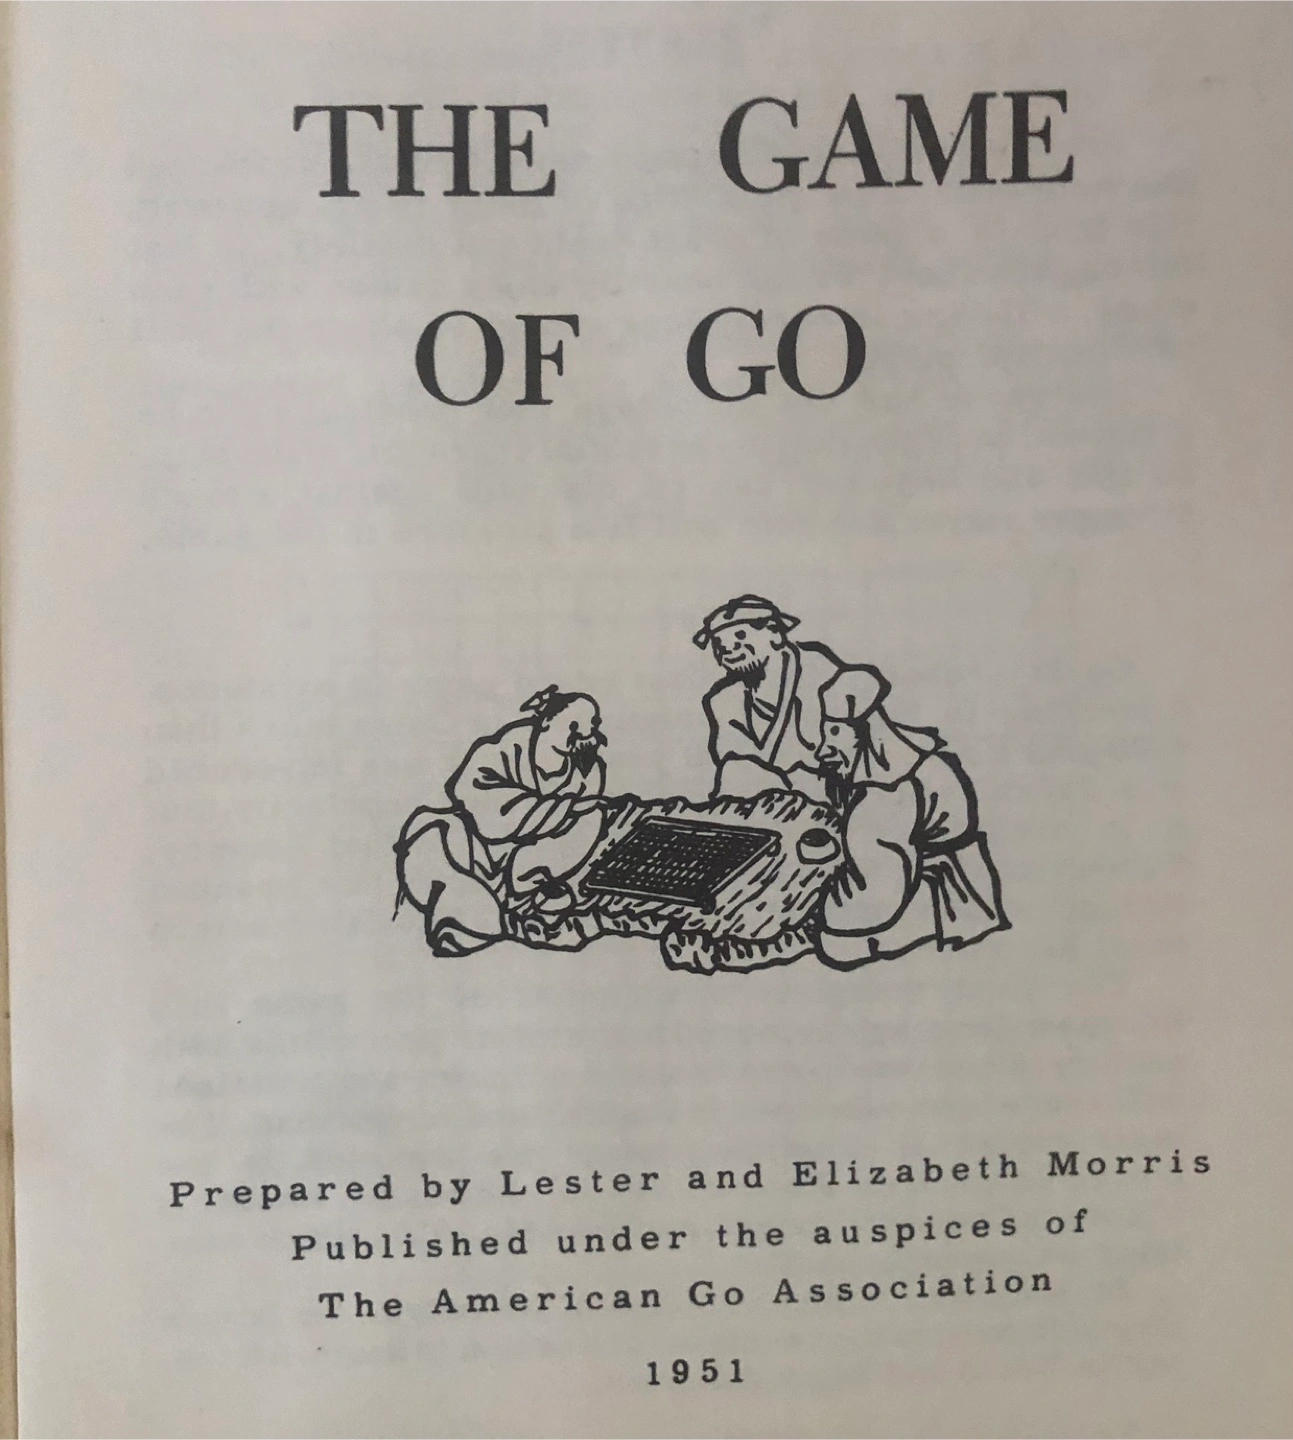 THE GAME
OF GO
Prepared by Lester and Elizabeth Morris
Published under the auspices of
The American Go Association
1951